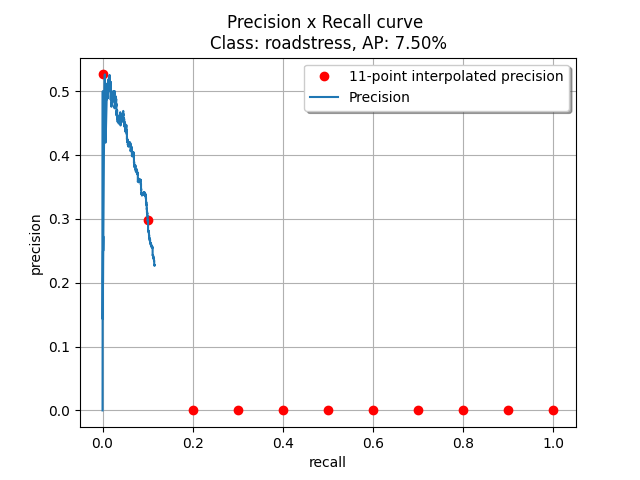 Precision x Recall curve
Class: roadstress, AP: 7.50%
11-point interpolated precision
Precision
0.5
0.4
0.3
0.2
0.1
0.0
precision
0.0 0.2 0.4 0.6 0.8 1.0
recall